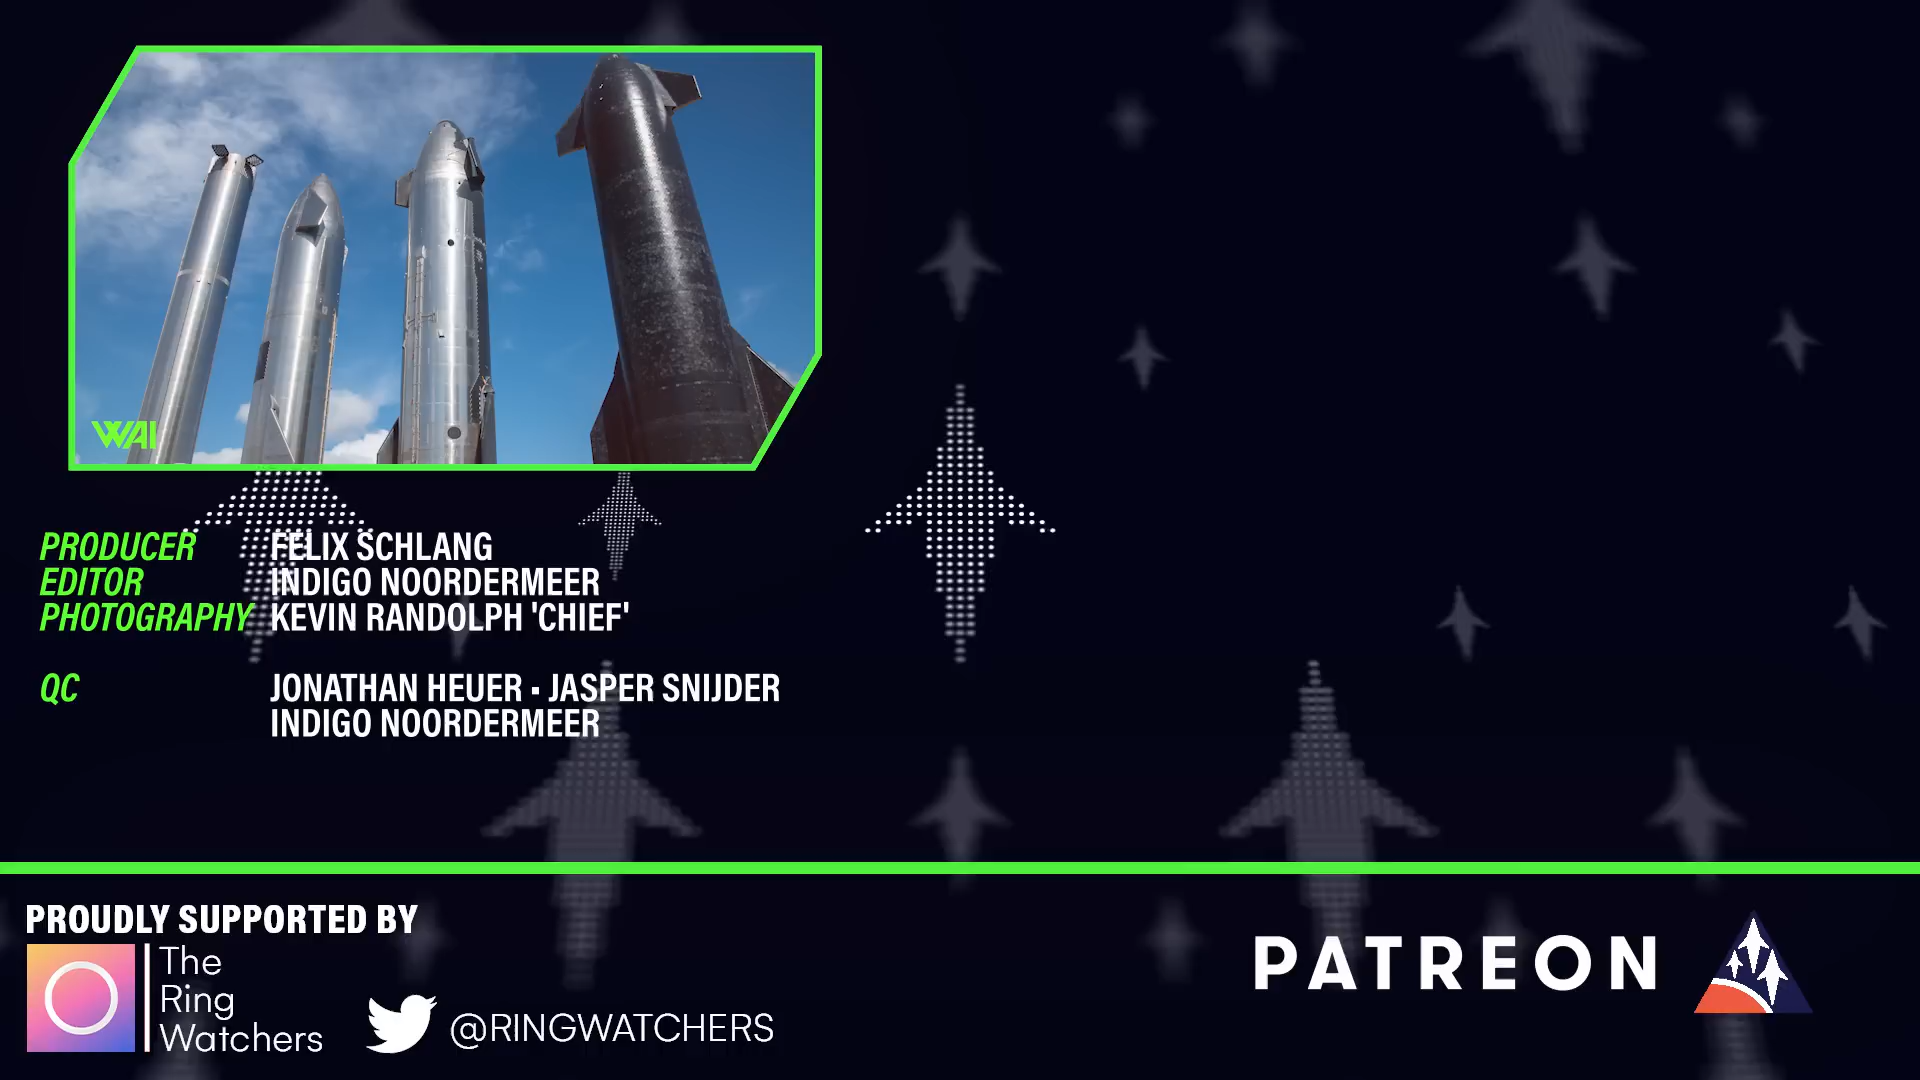 WAI
PRODUCER FELIX SCHLANG
EDITOR INDIGO NOORDERMEER
PHOTOGRAPHY KEVIN RANDOLPH 'CHIEF'
QC JONATHAN HEUER · JASPER SNIJDER
INDIGO NOORDERMEER
PROUDLY SUPPORTED BY
The
Ring
Watchers
@RINGWATCHERS
PATREON